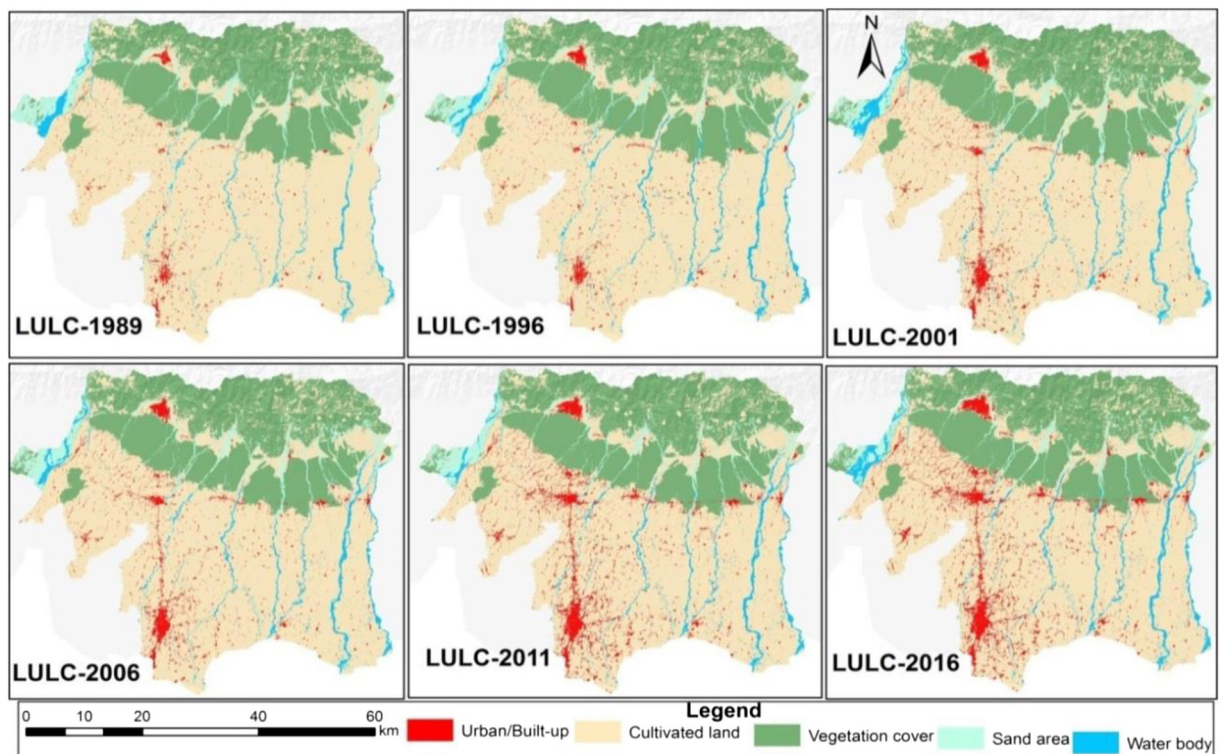 N
LULC-1989
LULC-1996
LULC-2001
LULC-2006
LULC-2011
LULC-2016
Legend
0 10 20 40 60
km
Urban/Built-up
Cultivated land
Vegetation cover
Sand area
Water body